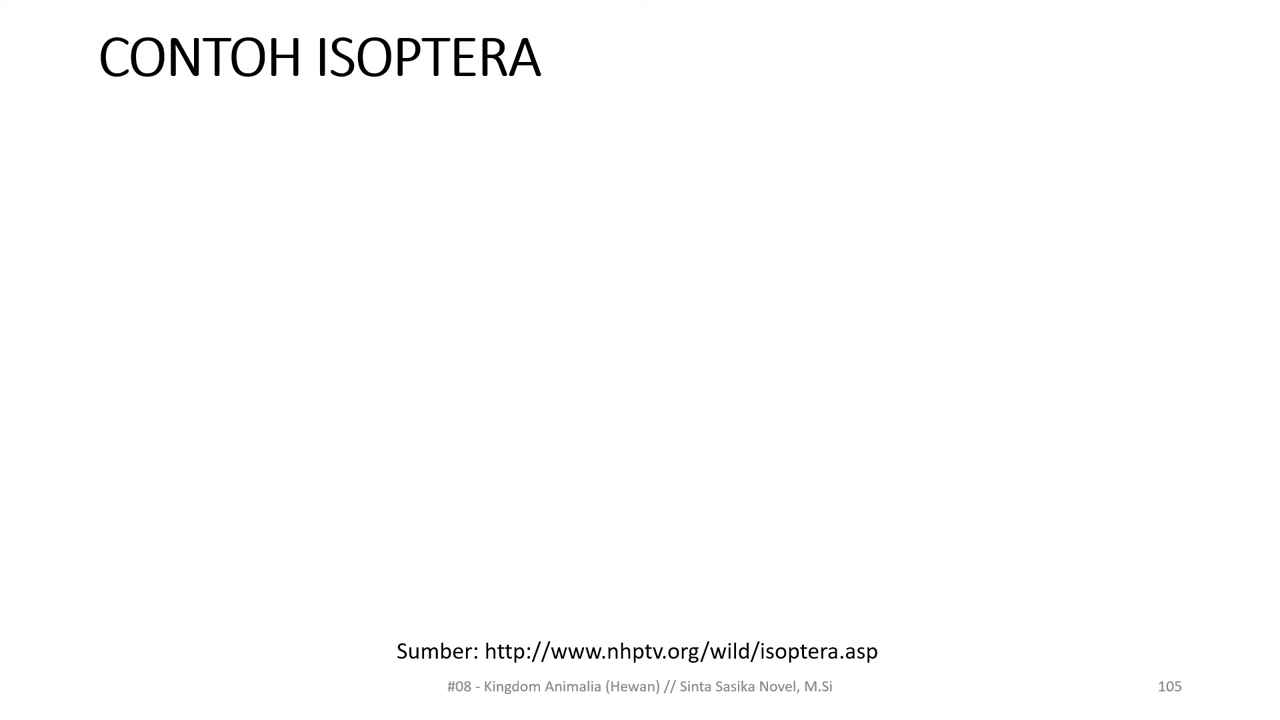 CONTOH ISOPTERA
Sumber: http://www.nhptv.org/wild/isoptera.asp
#08 - Kingdom Animalia (Hewan) // Sinta Sasika Novel, M.Si
105